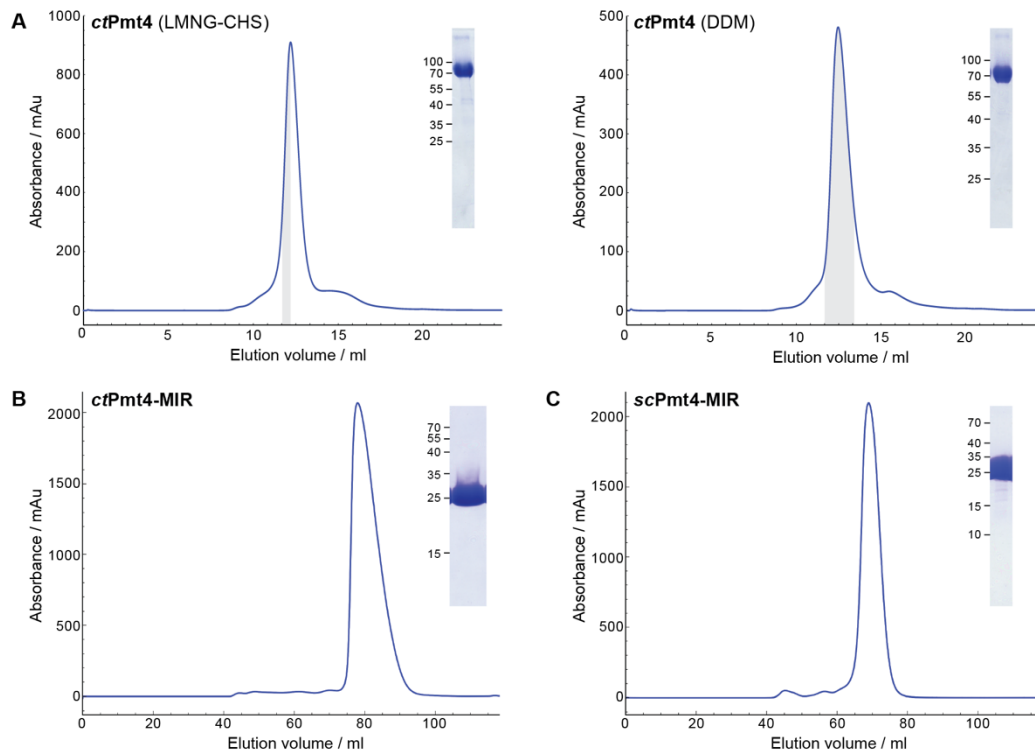 A
ctPmt4 (LMNG-CHS)
1000
800
600
400
200
0
Absorbance / mAu
0 5 10 15 20
Elution volume / ml
100
70
55
40
35
25
ctPmt4 (DDM)
500
400
300
200
100
0
Absorbance / mAu
0 5 10 15 20
Elution volume / ml
100
70
55
40
35
25
B
ctPmt4-MIR
2000
1500
1000
500
0
Absorbance / mAu
0 20 40 60 80 100
Elution volume / ml
70
55
40
35
25
15
C
scPmt4-MIR
2000
1500
1000
500
0
Absorbance / mAu
0 20 40 60 80 100
Elution volume / ml
70
40
35
25
15
10